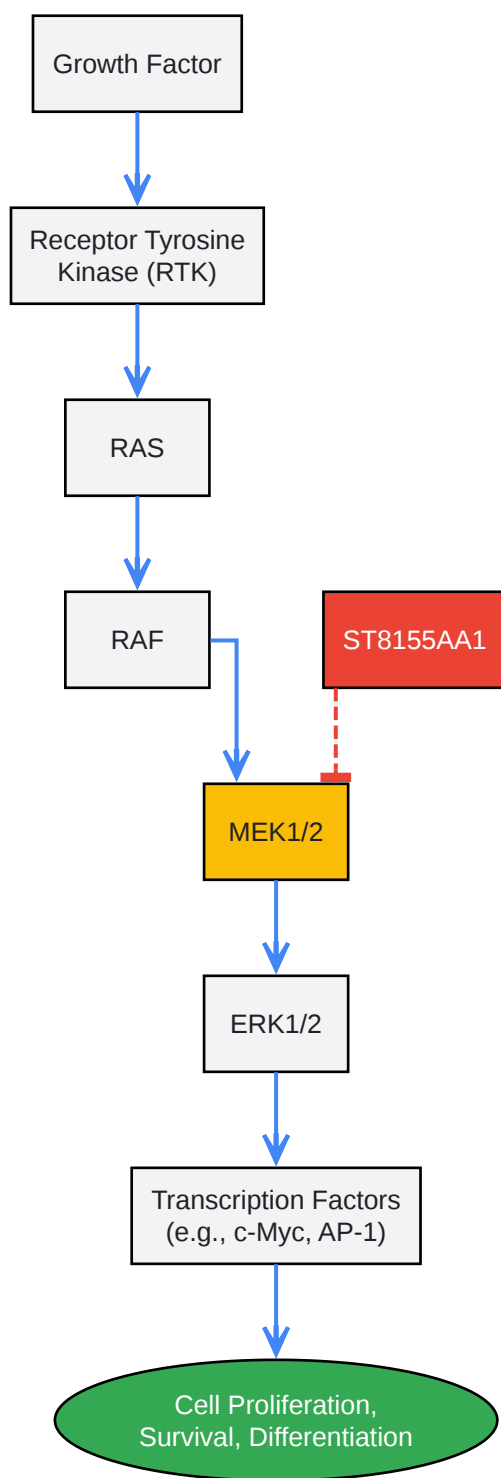 Growth Factor
Receptor Tyrosine
Kinase (RTK)
RAS
RAF
ST8155AA1
MEK1/2
ERK1/2
Transcription Factors
(e.g., c-Myc, AP-1)
Cell Proliferation,
Survival, Differentiation